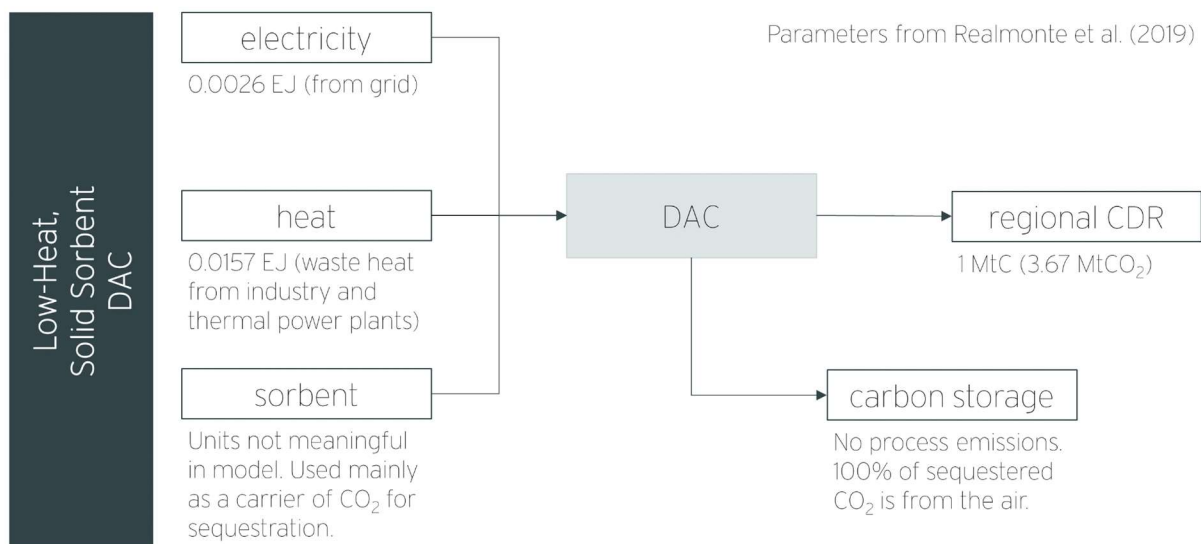 Low-Heat,
Solid Sorbent
DAC
electricity
0.0026 EJ (from grid)
Parameters from Realmonte et al. (2019)
heat
0.0157 EJ (waste heat
from industry and
thermal power plants)
sorbent
Units not meaningful
in model. Used mainly
as a carrier of CO₂ for
sequestration.
DAC
regional CDR
1 MtC (3.67 MtCO₂)
carbon storage
No process emissions.
100% of sequestered
CO₂ is from the air.